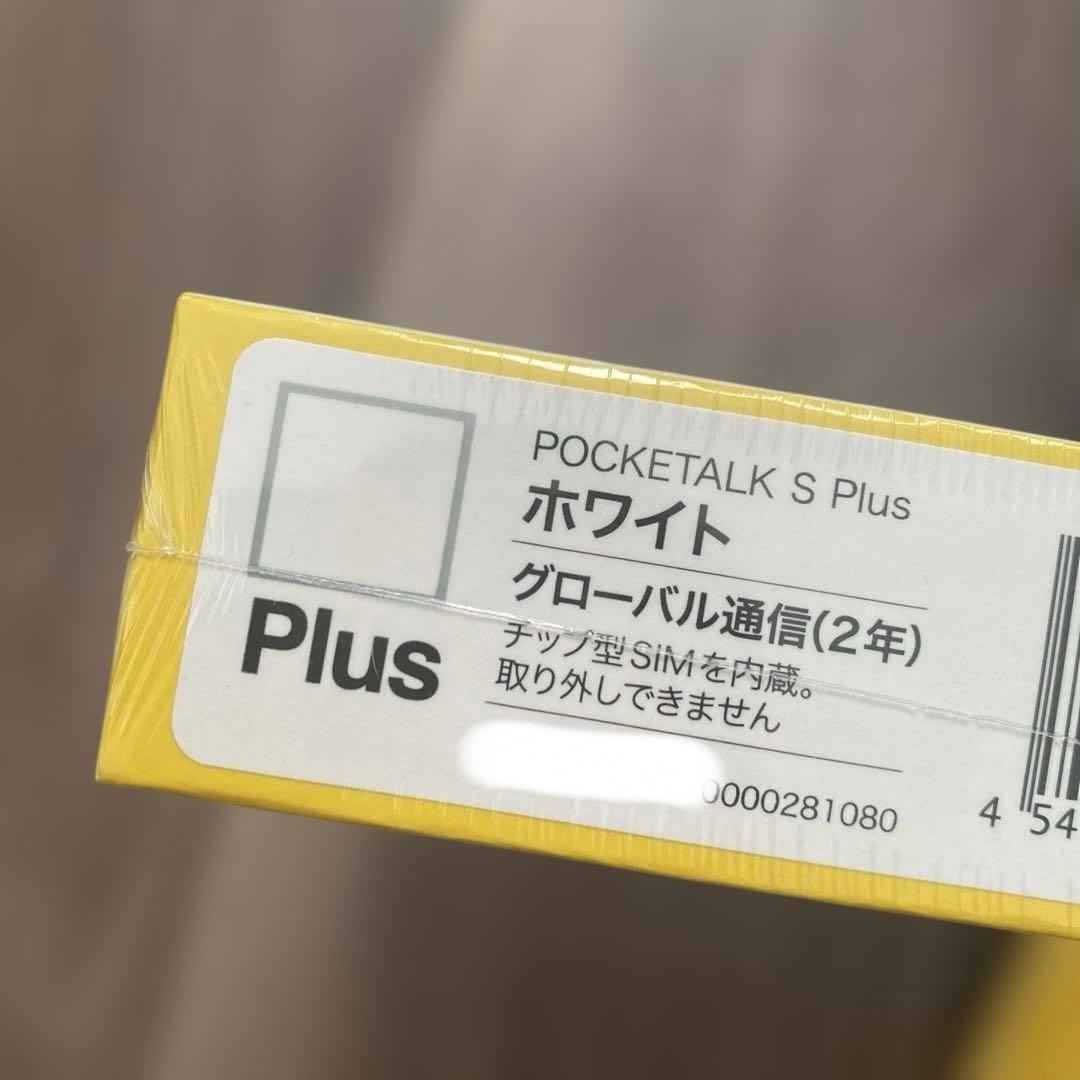 Plus
POCKETALK S Plus
ホワイト
グローバル通信(2年)
チップ型SIMを内蔵。
取り外しできません
0000281080
4 54